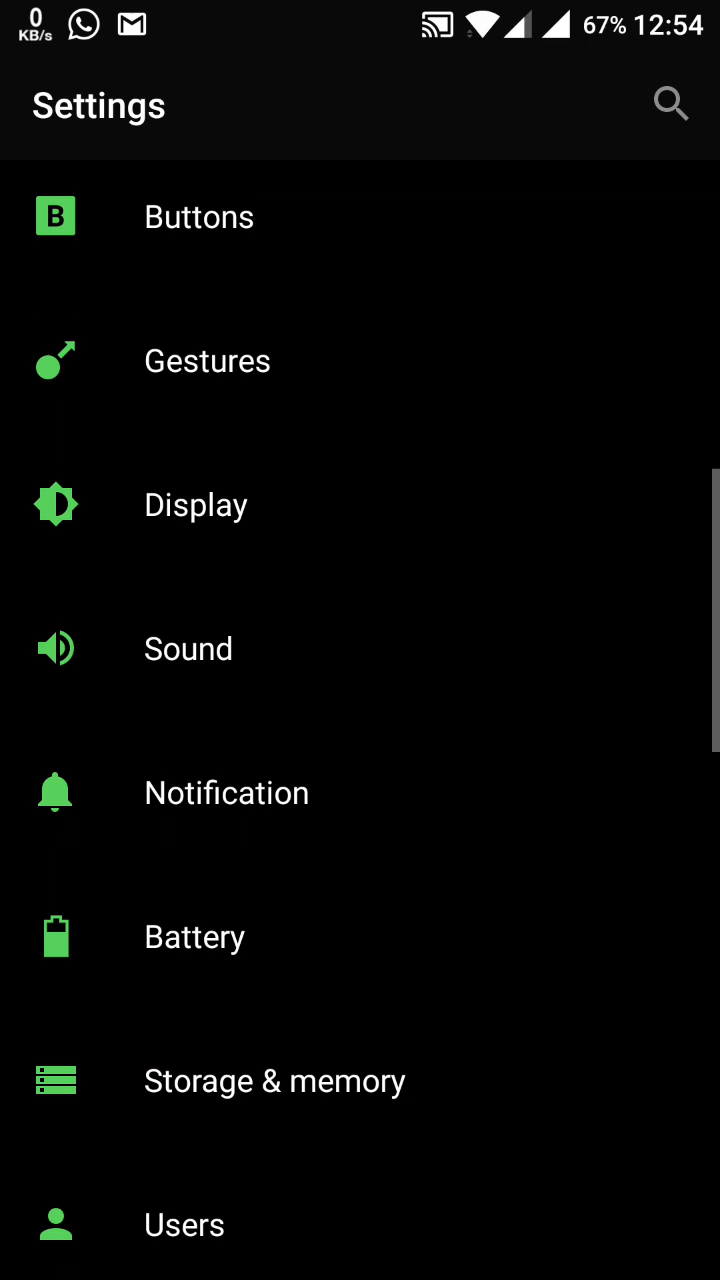 0
KB/s
67% 12:54
Settings
B
Buttons
Gestures
Display
Sound
Notification
Battery
Storage & memory
Users